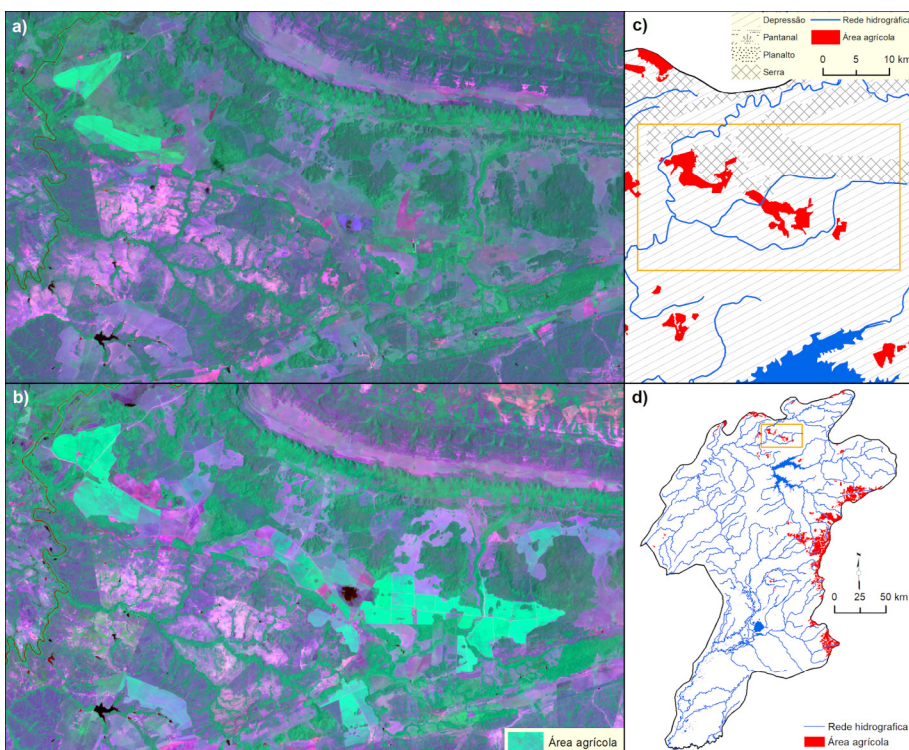 a)
b)
Área agrícola
c)
Depressão
Pantanal
Planalto
Serra
Rede hidrográfica
Área agrícola
0 5 10 km
d)
0 25 50 km
Rede hidrografica
Área agrícola